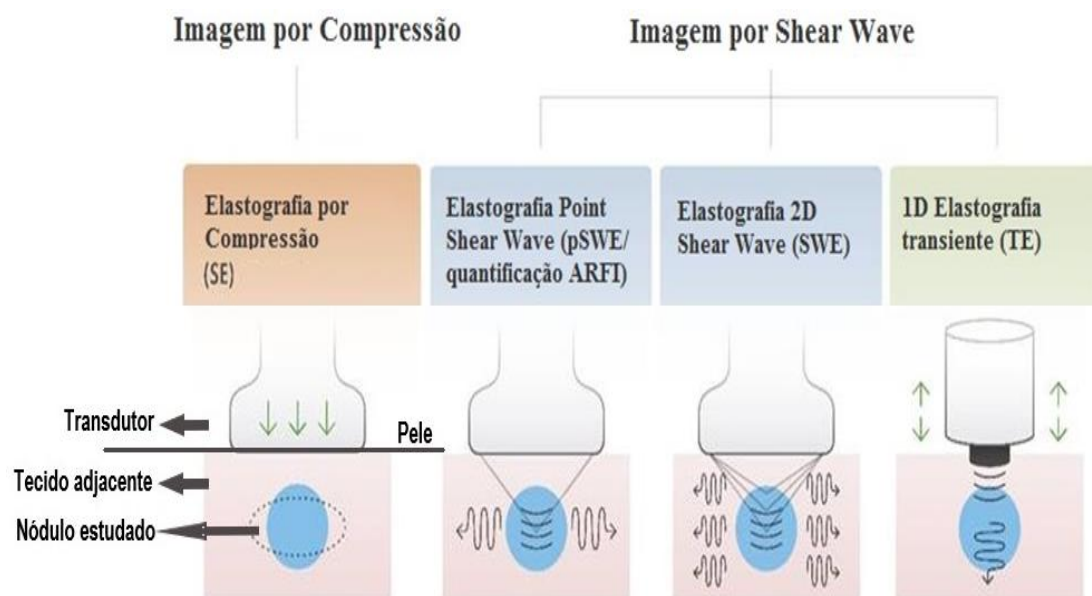 Imagem por Compressão
Imagem por Shear Wave
Elastografia por
Compressão
(SE)
Elastografia Point
Shear Wave (pSWE/
quantificação ARFI)
Elastografia 2D
Shear Wave (SWE)
1D Elastografia
transiente (TE)
Transdutor
Pele
Tecido adjacente
Nódulo estudado